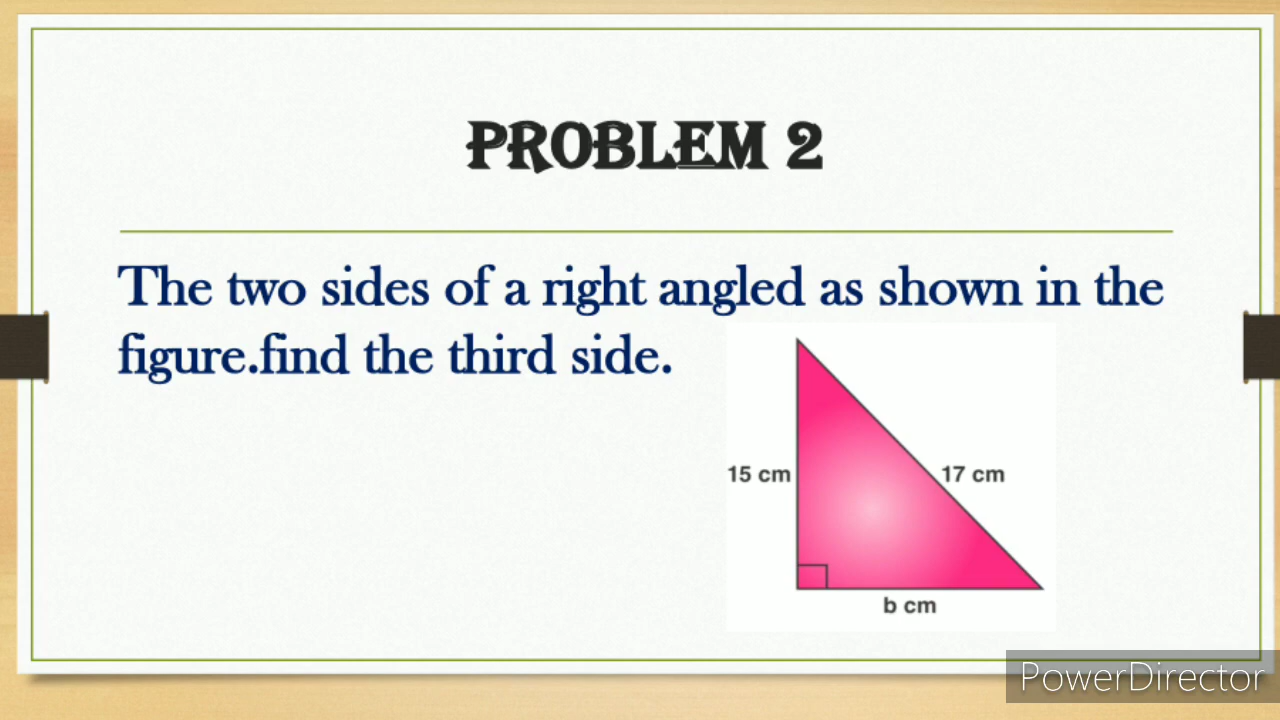 PROBLEM 2
The two sides of a right angled as shown in the
figure.find the third side.
15 cm
17 cm
b cm
PowerDirector